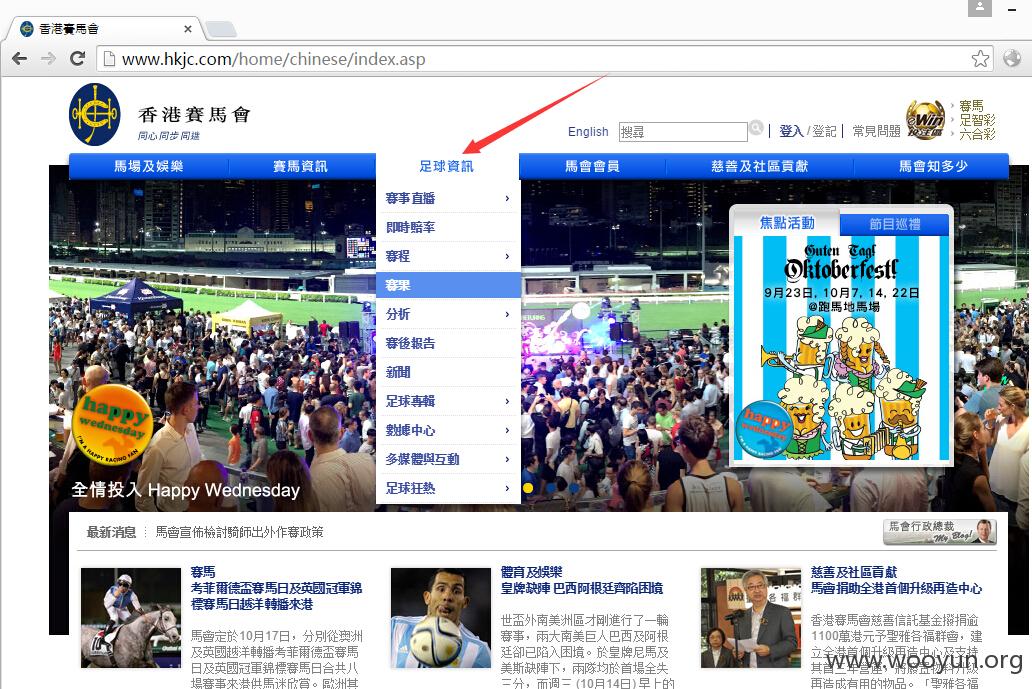 香港賽馬會
www.hkjc.com/home/chinese/index.asp
香港賽馬會
同心同步同進
English
搜尋
登入 / 登記
常見問題
eWin
賽馬
足智彩
六合彩
馬場及娛樂
賽馬資訊
足球資訊
馬會會員
慈善及社區貢獻
馬會知多少
賽事直播
即時賠率
賽程
賽果
分析
賽後報告
新聞
足球專輯
數據中心
多媒體與互動
足球狂熱
焦點活動
節目巡禮
Guten Tag!
Oktoberfest!
9月23日, 10月7, 14, 22日
@跑馬地馬場
happy
wednesday
happy
wednesday
I'M A HAPPY RACING FAN
全情投入 Happy Wednesday
最新消息
馬會宣佈檢討騎師出外作賽政策
馬會行政總裁
My Blog!
賽馬
考菲爾德盃賽馬日及英國冠軍錦
標賽馬日越洋轉播來港
馬會定於10月17日，分別從澳洲
及英國越洋轉播考菲爾德盃賽馬
日及英國冠軍錦標賽馬日合共八
場賽事來港供馬迷欣賞。歐洲其
體育及娛樂
皇牌缺陣 巴西阿根廷齊陷困境
世盃外南美洲區才剛進行了一輪
賽事，兩大南美巨人巴西及阿根
廷卻已陷入困境。於皇牌尼馬及
美斯缺陣下，兩隊均於首場全失
三分，而週三 (10月14日) 早上的
慈善及社區貢獻
馬會捐助全港首個升級再造中心
香港賽馬會慈善信託基金撥捐逾
1100萬港元予聖雅各福群會，建
立全港首個升級再造中心及支持
www.wooyun.org